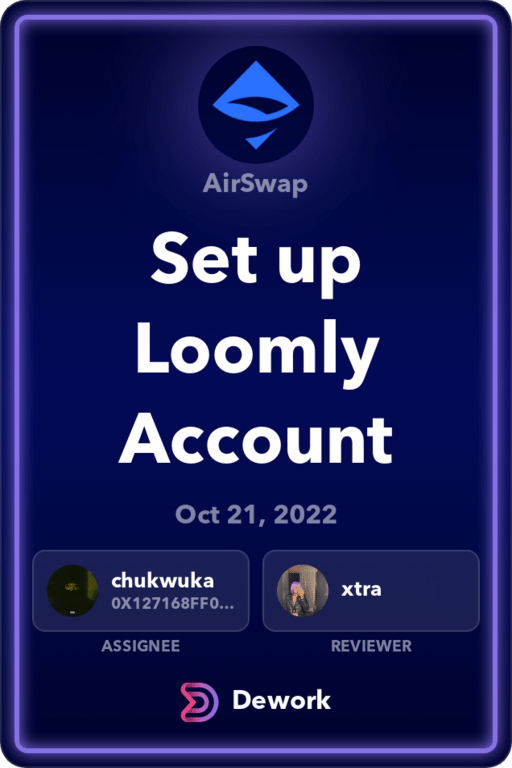 AirSwap
Set up
Loomly
Account
Oct 21, 2022
chukwuka
0X127168FF0...
xtra
ASSIGNEE
REVIEWER
Dework